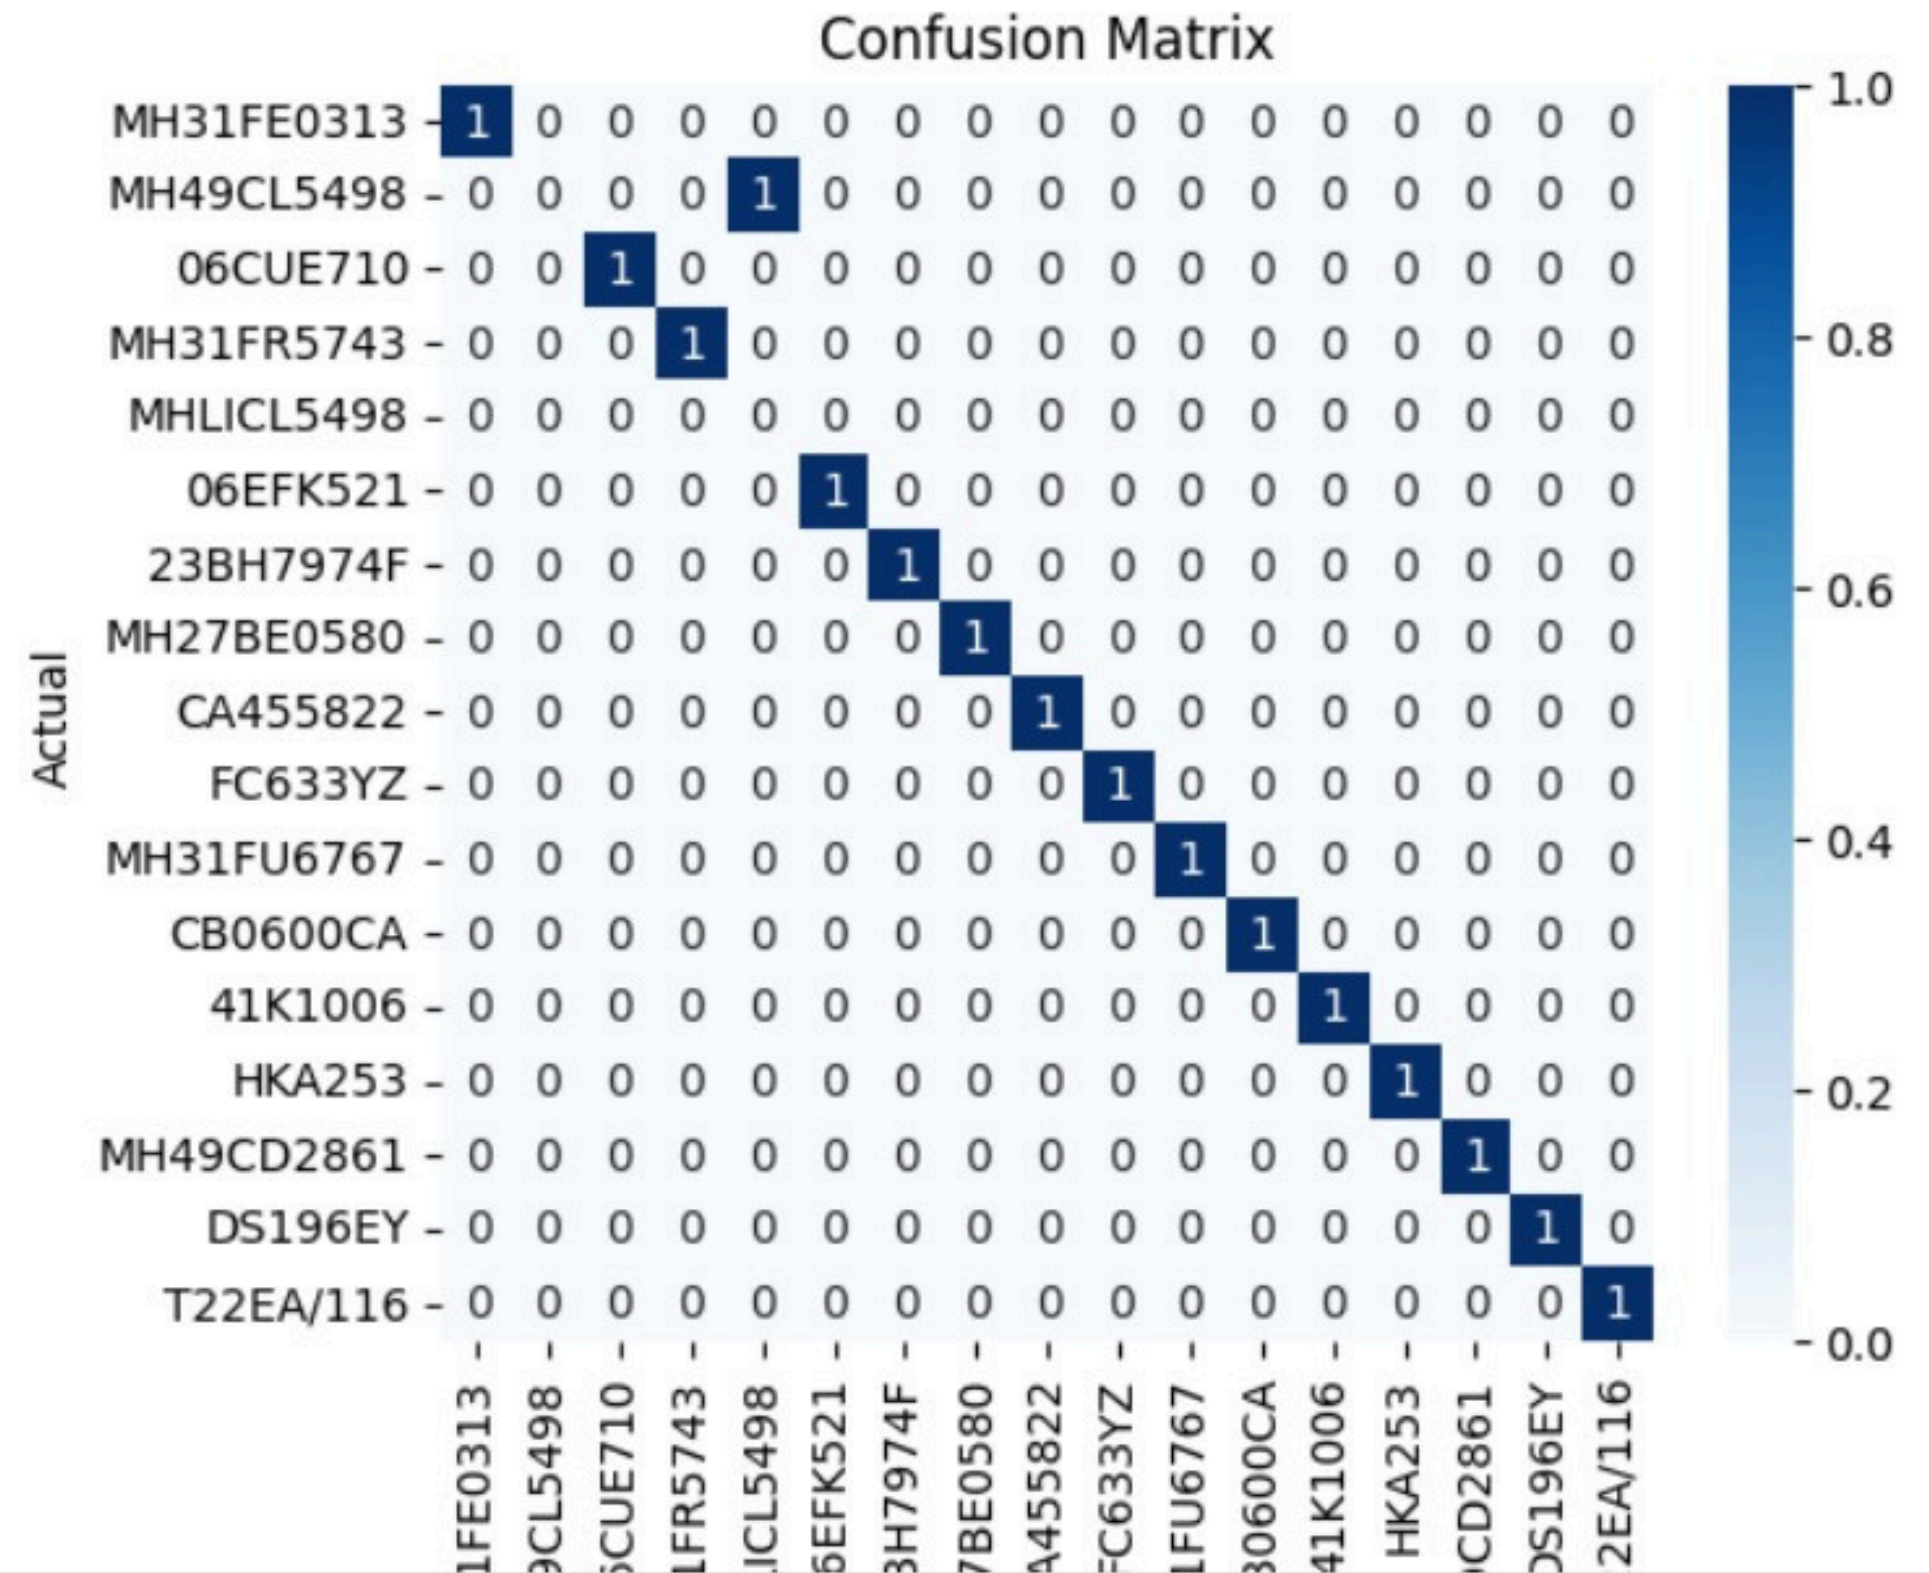 Confusion Matrix
MH31FE0313 1 0 0 0 0 0 0 0 0 0 0 0 0 0 0 0 0
MH49CL5498 0 0 0 0 1 0 0 0 0 0 0 0 0 0 0 0 0
06CUE710 0 0 1 0 0 0 0 0 0 0 0 0 0 0 0 0 0
MH31FR5743 0 0 0 1 0 0 0 0 0 0 0 0 0 0 0 0 0
MHLICL5498 0 0 0 0 0 0 0 0 0 0 0 0 0 0 0 0 0
06EFK521 0 0 0 0 0 1 0 0 0 0 0 0 0 0 0 0 0
23BH7974F 0 0 0 0 0 0 1 0 0 0 0 0 0 0 0 0 0
MH27BE0580 0 0 0 0 0 0 0 1 0 0 0 0 0 0 0 0 0
CA455822 0 0 0 0 0 0 0 0 1 0 0 0 0 0 0 0 0
FC633YZ 0 0 0 0 0 0 0 0 0 1 0 0 0 0 0 0 0
MH31FU6767 0 0 0 0 0 0 0 0 0 0 1 0 0 0 0 0 0
CB0600CA 0 0 0 0 0 0 0 0 0 0 0 1 0 0 0 0 0
41K1006 0 0 0 0 0 0 0 0 0 0 0 0 1 0 0 0 0
HKA253 0 0 0 0 0 0 0 0 0 0 0 0 0 1 0 0 0
MH49CD2861 0 0 0 0 0 0 0 0 0 0 0 0 0 0 1 0 0
DS196EY 0 0 0 0 0 0 0 0 0 0 0 0 0 0 0 1 0
T22EA/116 0 0 0 0 0 0 0 0 0 0 0 0 0 0 0 0 1
Actual
1FE0313
9CL5498
6CUE710
1FR5743
ICL5498
6EFK521
3H7974F
7BE0580
A455822
FC633YZ
1FU6767
30600CA
41K1006
HKA253
CD2861
DS196EY
2EA/116
1.0
0.8
0.6
0.4
0.2
0.0